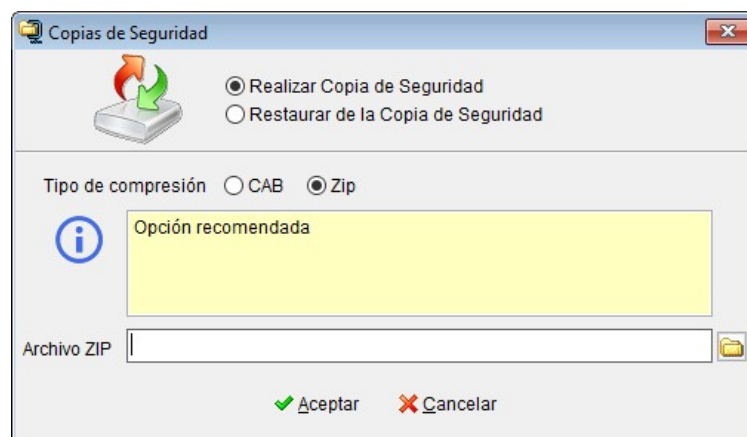 Copias de Seguridad
Realizar Copia de Seguridad
Restaurar de la Copia de Seguridad
Tipo de compresión CAB Zip
Opción recomendada
Archivo ZIP
Aceptar Cancelar